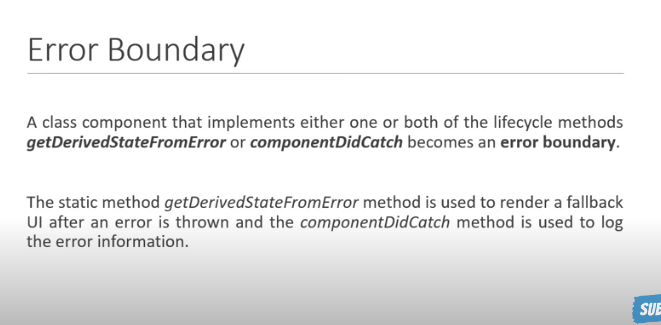 Error Boundary
A class component that implements either one or both of the lifecycle methods
getDerivedStateFromError or componentDidCatch becomes an error boundary.
The static method getDerivedStateFromError method is used to render a fallback
UI after an error is thrown and the componentDidCatch method is used to log
the error information.